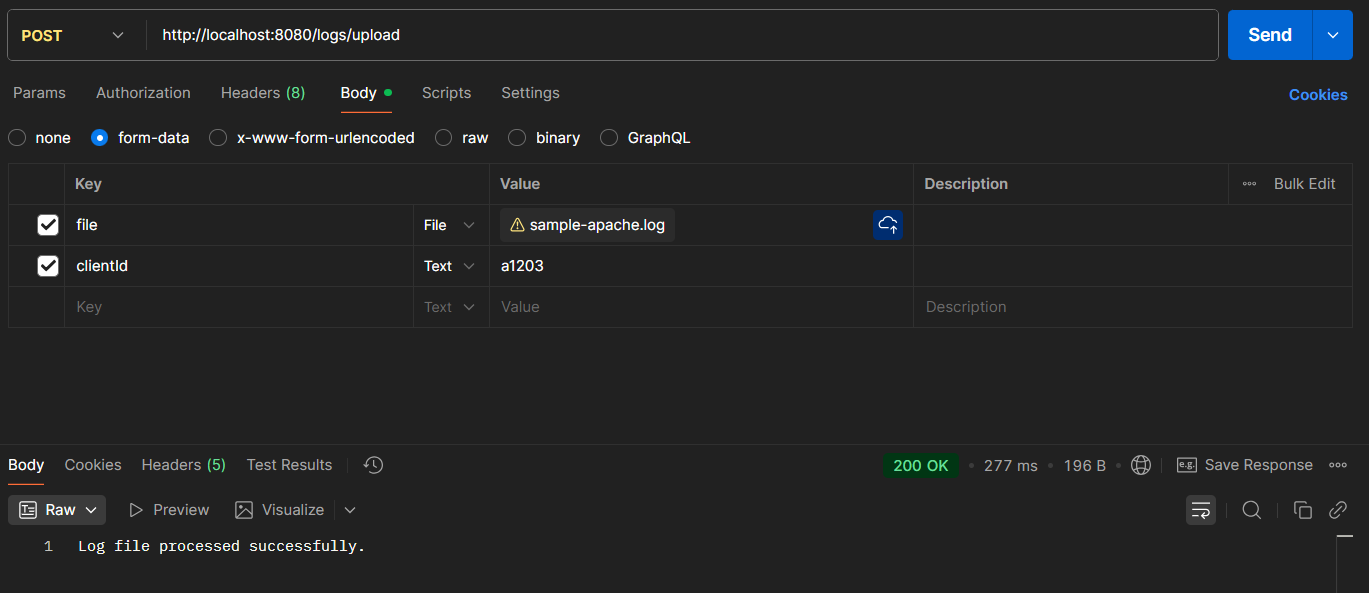 POST http://localhost:8080/logs/upload Send
Params Authorization Headers (8) Body Scripts Settings Cookies
none form-data x-www-form-urlencoded raw binary GraphQL
Key Value Description Bulk Edit
file File sample-apache.log
clientId Text a1203
Key Text Value Description
Body Cookies Headers (5) Test Results 200 OK 277 ms 196 B e.g. Save Response
Raw Preview Visualize
1 Log file processed successfully.